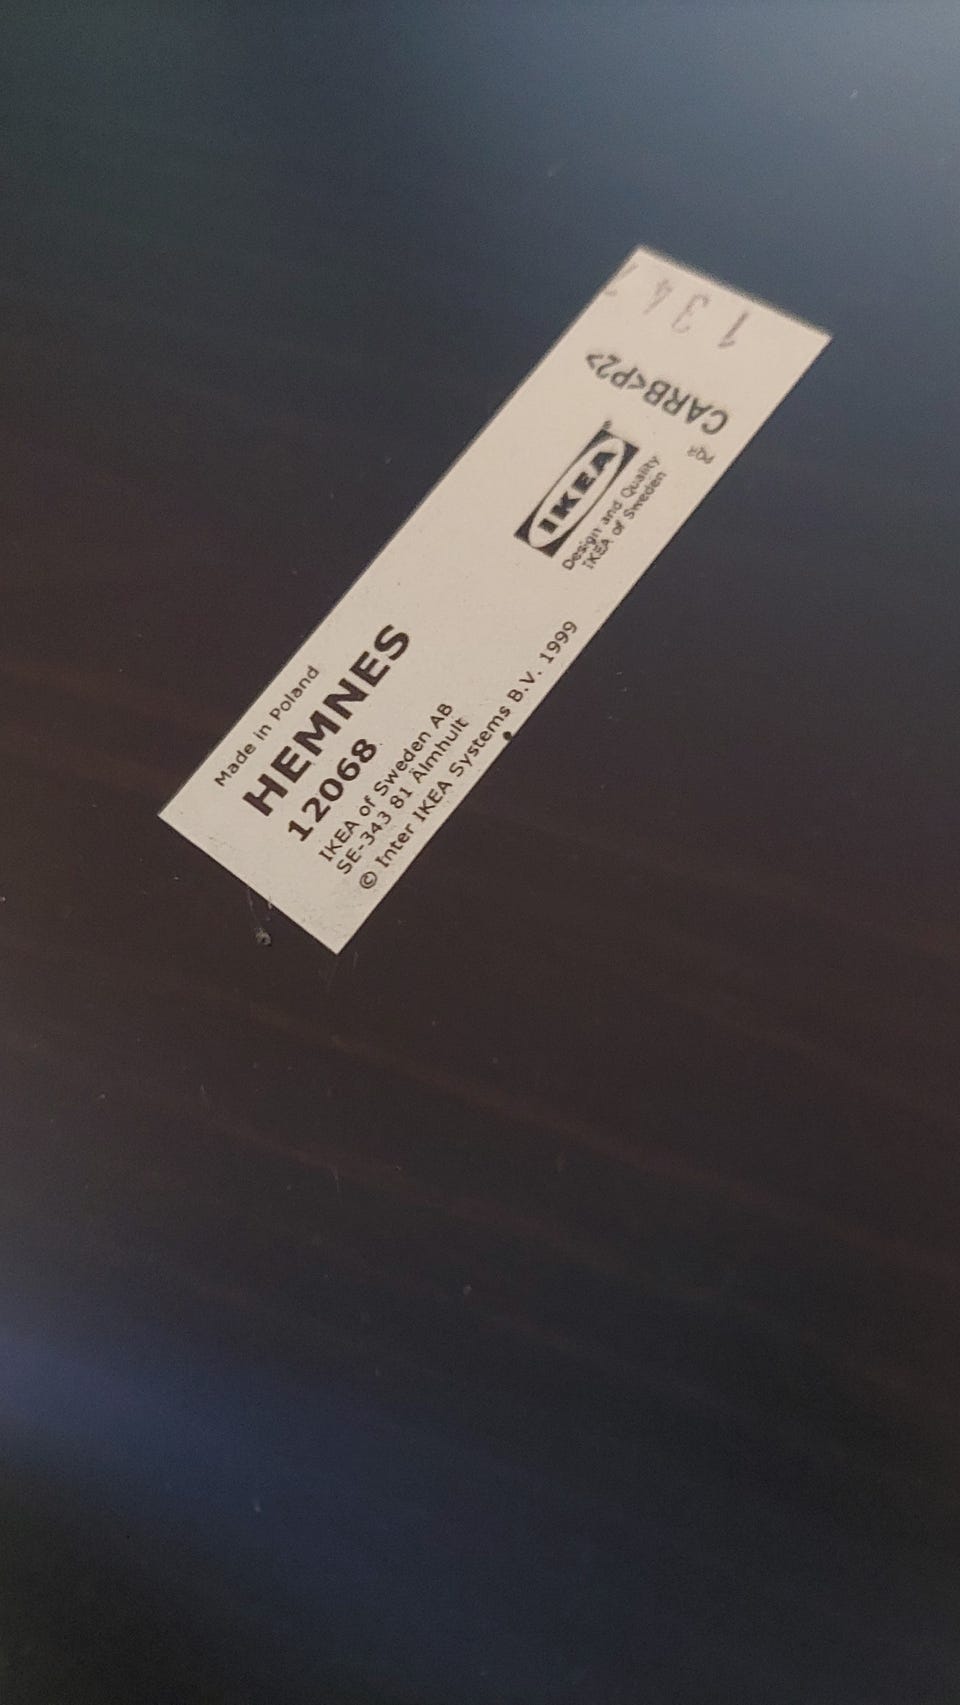 Made in Poland
HEMNES
12068
IKEA of Sweden AB
SE-343 81 Älmhult
© Inter IKEA Systems B.V. 1999
IKEA®
Design and Quality
IKEA of Sweden
PQR
CARB<P2>